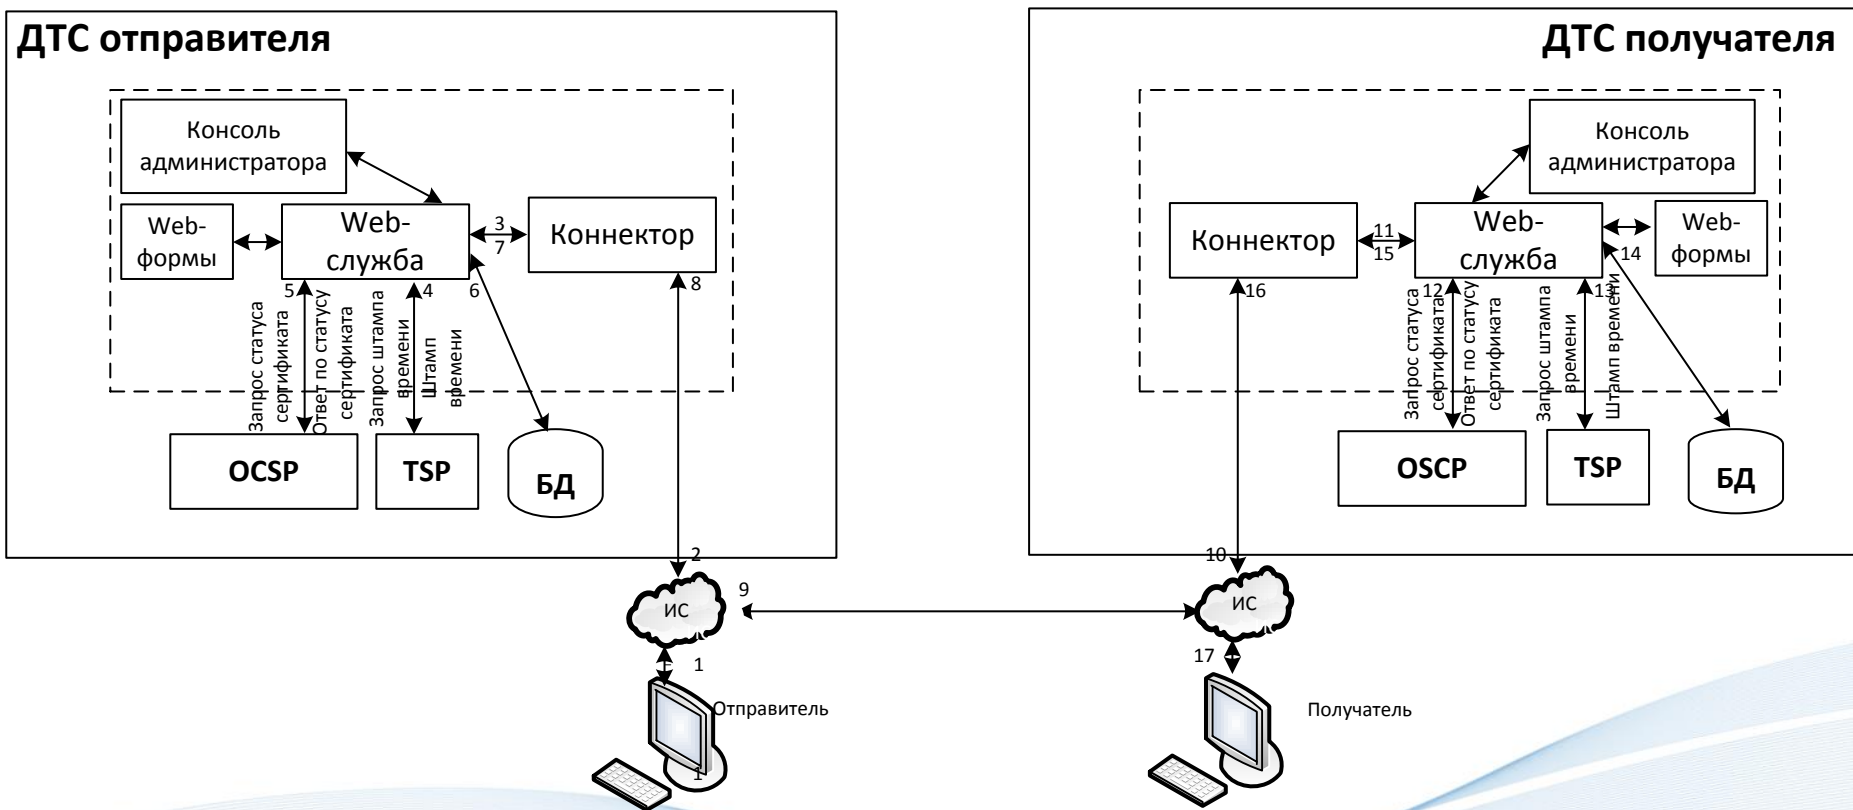 ДТС отправителя
Консоль
администратора
Web-
формы
Web-
служба
3
7
Коннектор
5
4
6
8
Запрос статуса
сертификата
Ответ по статусу
сертификата
Запрос штампа
времени
Штамп
времени
OCSP
TSP
БД
2
ИС
9
1
Отправитель
1
ДТС получателя
Консоль
администратора
Коннектор
11
15
Web-
служба
Web-
формы
14
16
12
13
Запрос статуса
сертификата
Ответ по статусу
сертификата
Запрос штампа
времени
Штамп времени
OSCP
TSP
БД
10
ИС
17
Получатель